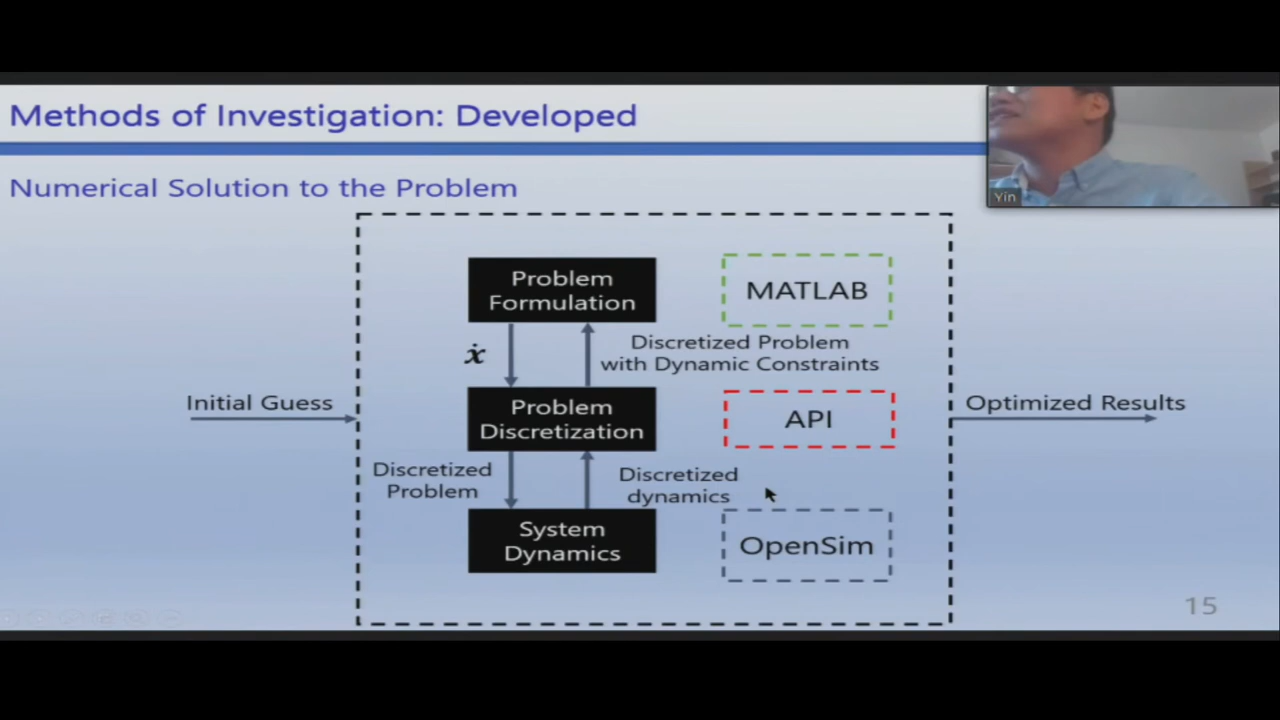 Methods of Investigation: Developed
Yin
Numerical Solution to the Problem
Problem
Formulation
MATLAB
ẋ
Discretized Problem
with Dynamic Constraints
Initial Guess
Problem
Discretization
API
Optimized Results
Discretized
Problem
Discretized
dynamics
System
Dynamics
OpenSim
15